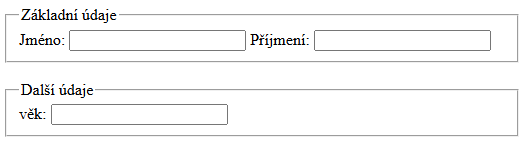 Základní údaje
Jméno: Příjmení:
Další údaje
věk: